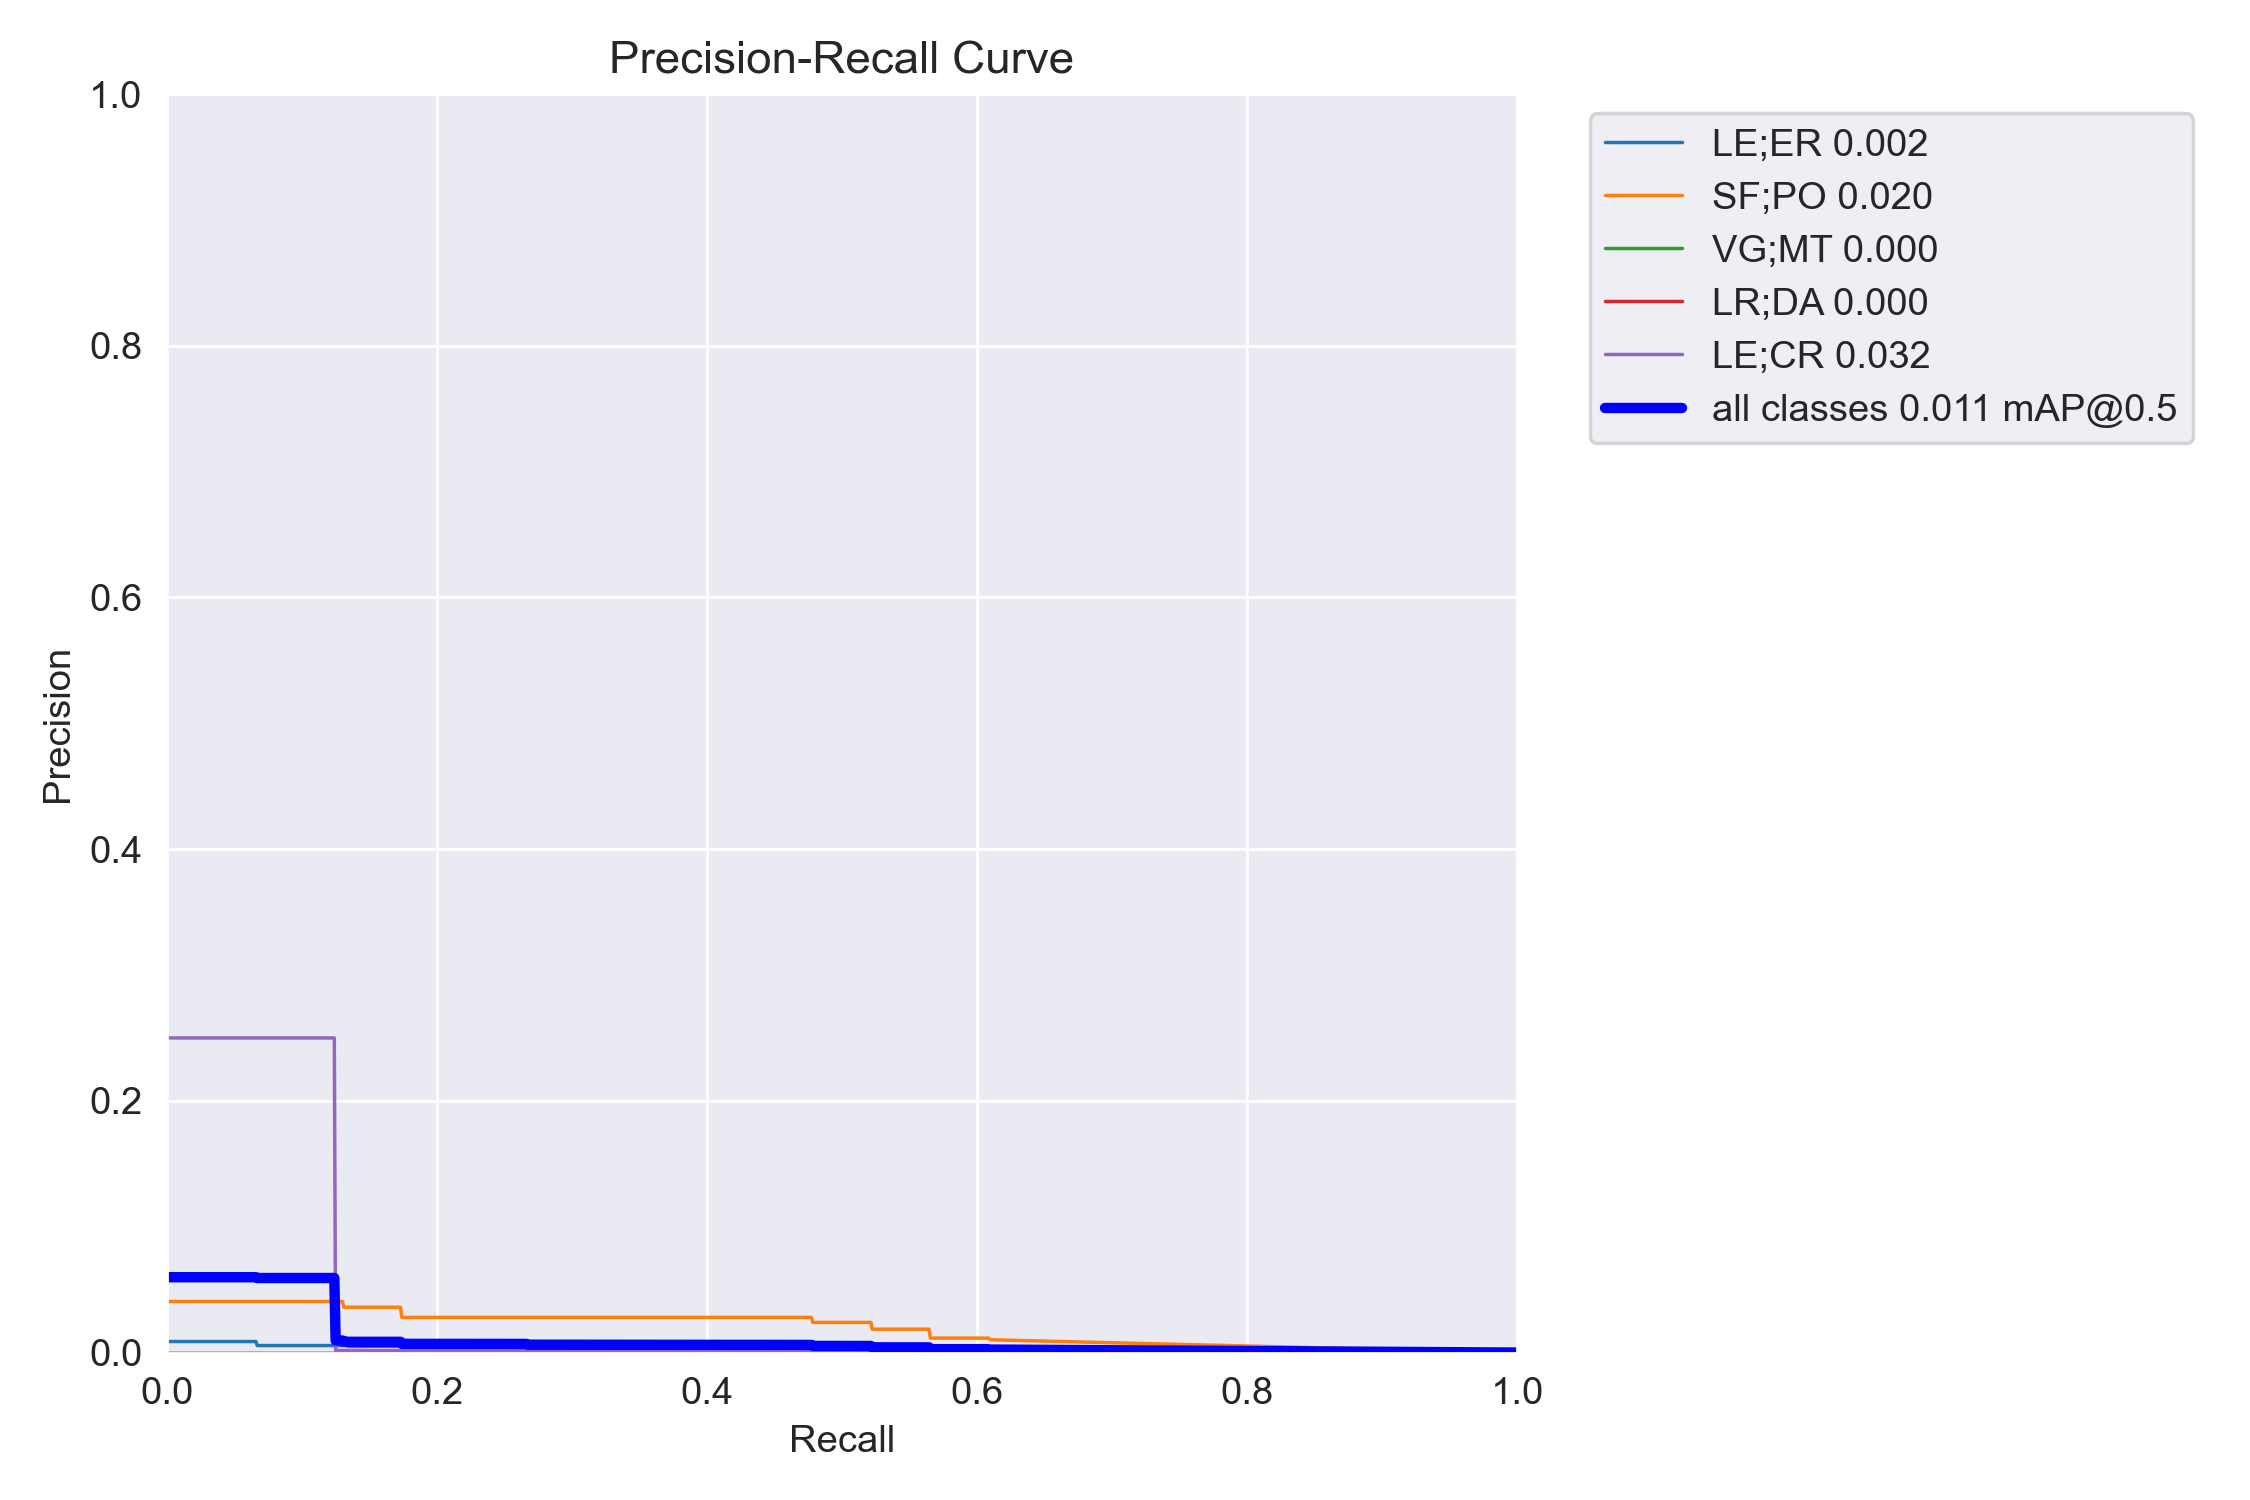 Precision-Recall Curve
1.0
0.8
0.6
0.4
0.2
0.0
Precision
0.0 0.2 0.4 0.6 0.8 1.0
Recall
LE;ER 0.002
SF;PO 0.020
VG;MT 0.000
LR;DA 0.000
LE;CR 0.032
all classes 0.011 mAP@0.5